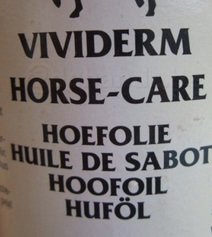 VIVIDERM
HORSE-CARE
HOEFOLIE
HUILE DE SABOT
HOOFOIL
HUFÖL